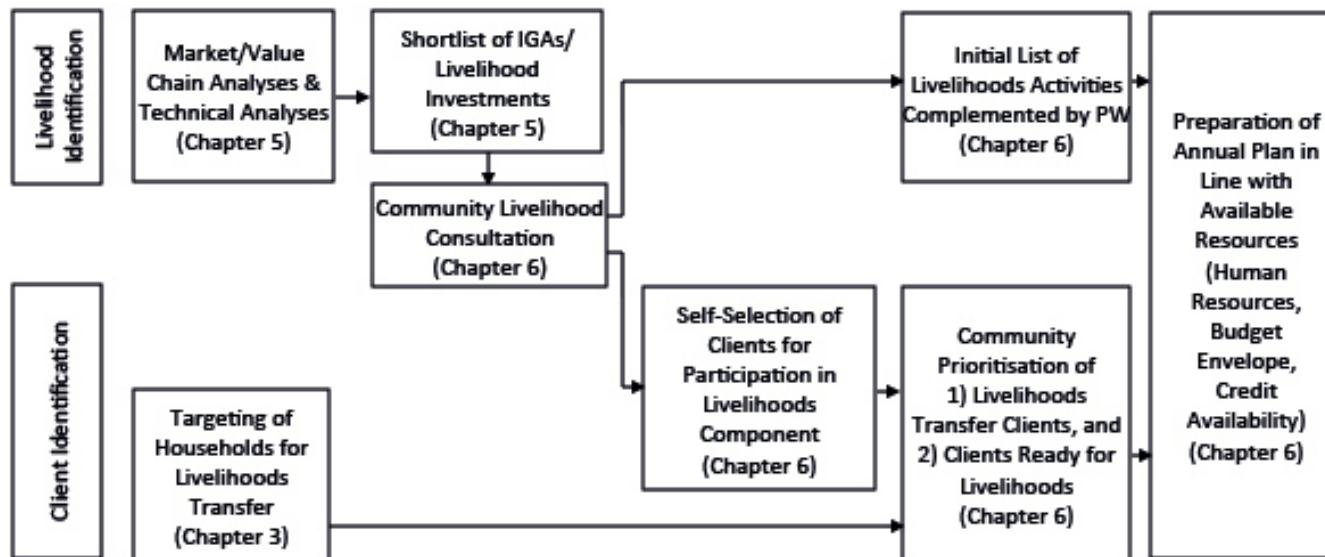 Livelihood
Identification
Market/Value
Chain Analyses &
Technical Analyses
(Chapter 5)
Shortlist of IGAs/
Livelihood
Investments
(Chapter 5)
Initial List of
Livelihoods Activities
Complemented by PW
(Chapter 6)
Preparation of
Annual Plan in
Line with
Available
Resources
(Human
Resources,
Budget
Envelope,
Credit
Availability)
(Chapter 6)
Community Livelihood
Consultation
(Chapter 6)
Client Identification
Targeting of
Households for
Livelihoods
Transfer
(Chapter 3)
Self-Selection of
Clients for
Participation in
Livelihoods
Component
(Chapter 6)
Community
Prioritisation of
1) Livelihoods
Transfer Clients, and
2) Clients Ready for
Livelihoods
(Chapter 6)